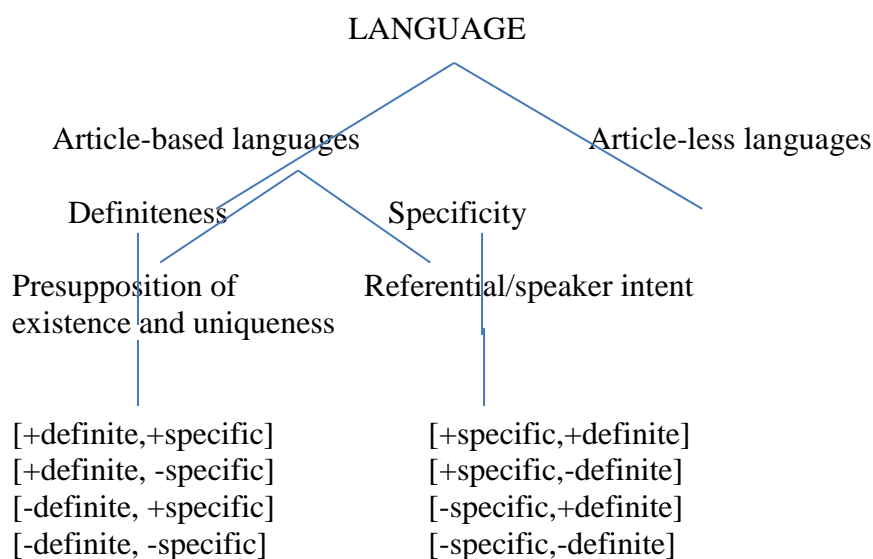 LANGUAGE
Article-based languages Article-less languages
Definiteness Specificity
Presupposition of Referential/speaker intent
existence and uniqueness
[+definite,+specific] [+specific,+definite]
[+definite, -specific] [+specific,-definite]
[-definite, +specific] [-specific,+definite]
[-definite, -specific] [-specific,-definite]